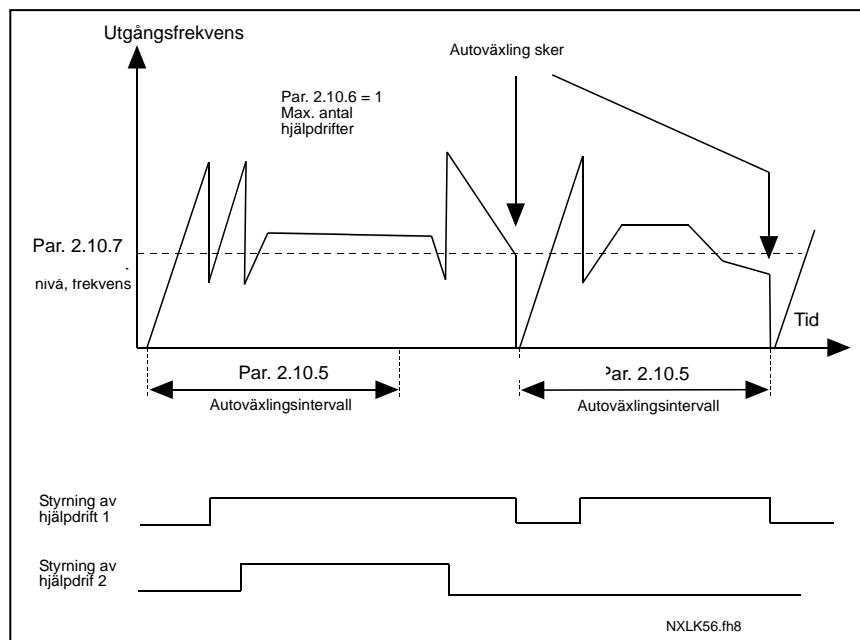 Utgångsfrekvens
Autoväxling sker
Par. 2.10.6 = 1
Max. antal
hjälpdrifter
Par. 2.10.7
nivå, frekvens
Tid
Par. 2.10.5
Autoväxlingsintervall
Par. 2.10.5
Autoväxlingsintervall
Styrning av
hjälpdrift 1
Styrning av
hjälpdrif 2
NXLK56.fh8